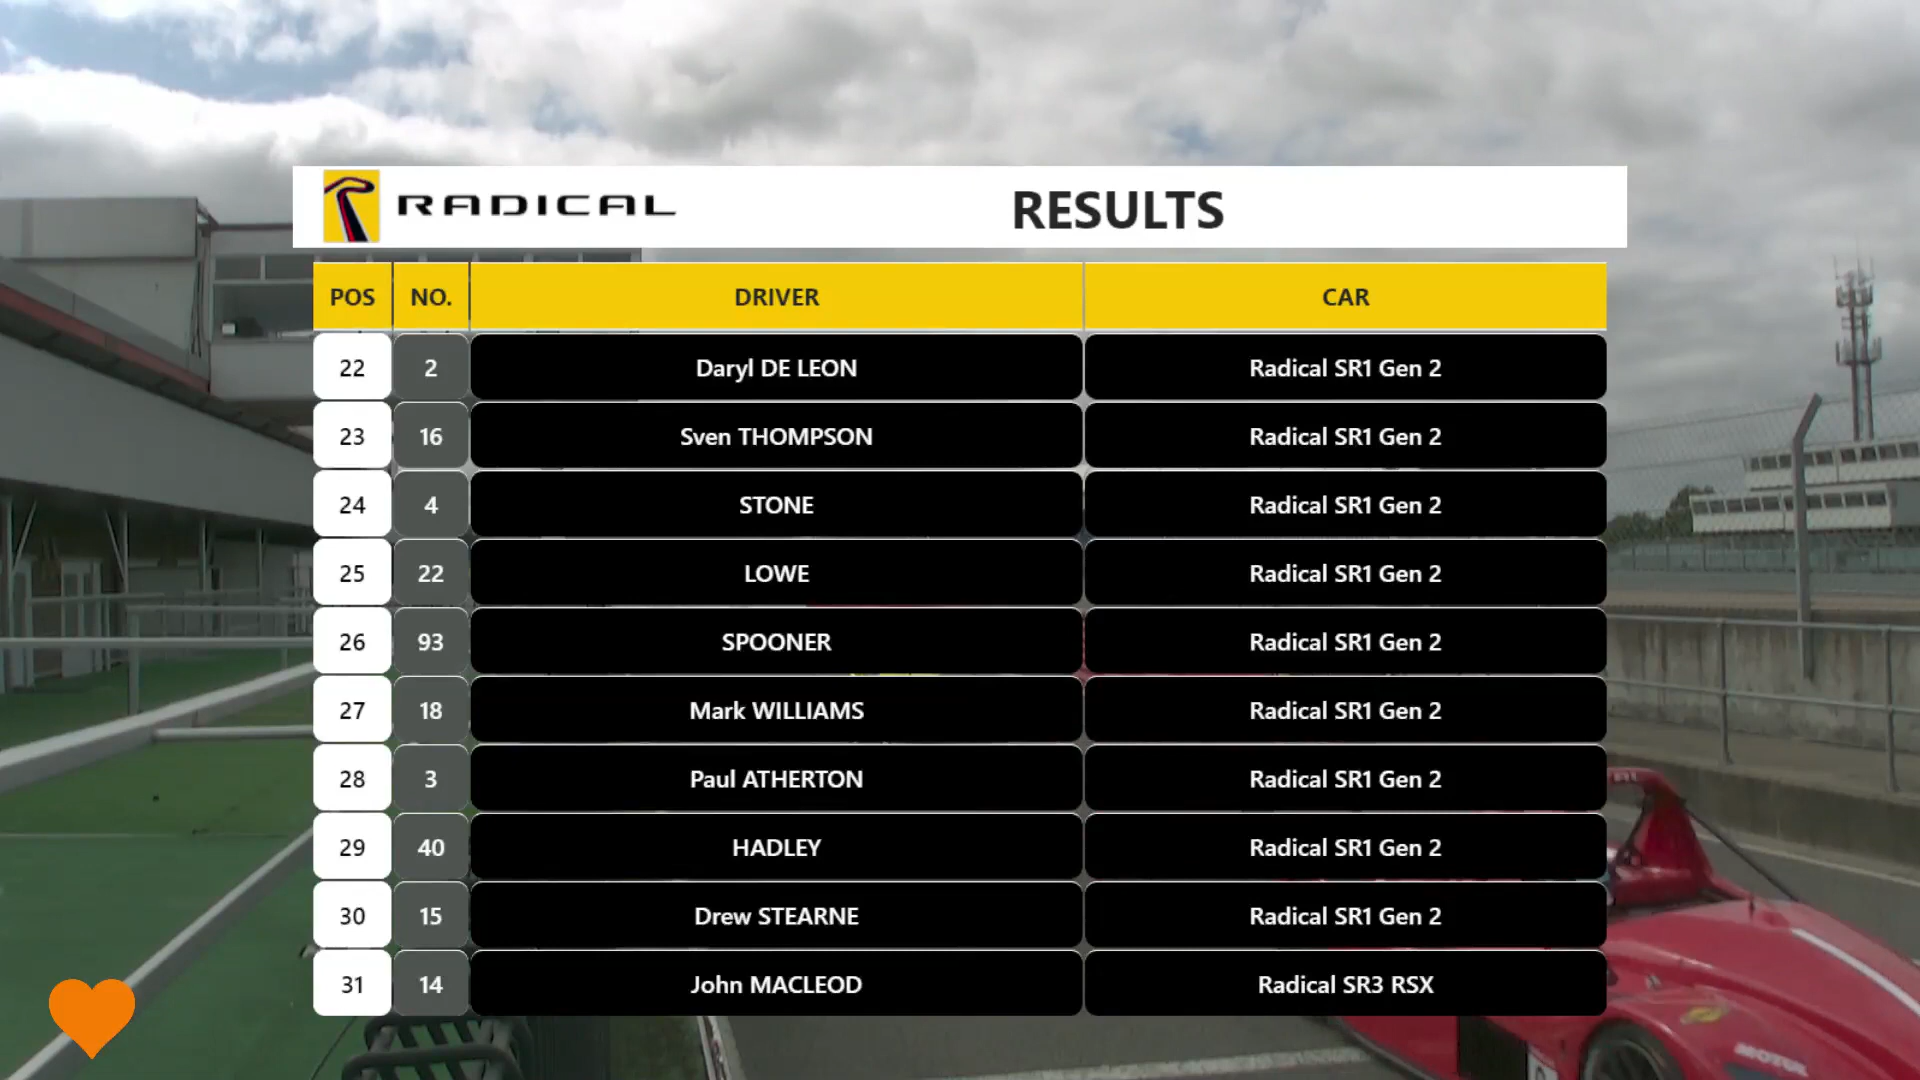 RADICAL RESULTS
POS NO. DRIVER CAR
22 2 Daryl DE LEON Radical SR1 Gen 2
23 16 Sven THOMPSON Radical SR1 Gen 2
24 4 STONE Radical SR1 Gen 2
25 22 LOWE Radical SR1 Gen 2
26 93 SPOONER Radical SR1 Gen 2
27 18 Mark WILLIAMS Radical SR1 Gen 2
28 3 Paul ATHERTON Radical SR1 Gen 2
29 40 HADLEY Radical SR1 Gen 2
30 15 Drew STEARNE Radical SR1 Gen 2
31 14 John MACLEOD Radical SR3 RSX